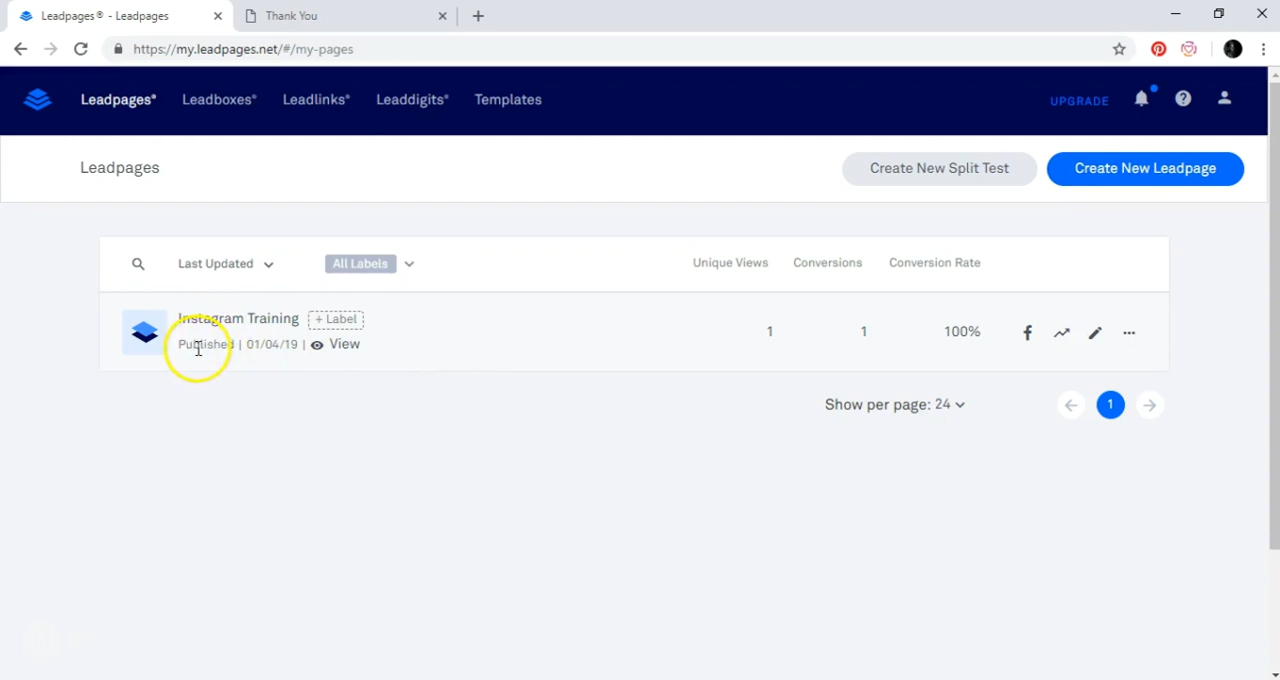 Leadpages® - Leadpages
Thank You
https://my.leadpages.net/#/my-pages
Leadpages® Leadboxes® Leadlinks® Leaddigits® Templates UPGRADE
Leadpages Create New Split Test Create New Leadpage
Last Updated All Labels Unique Views Conversions Conversion Rate
Instagram Training + Label
Published | 01/04/19 | View 1 1 100%
Show per page: 24 1